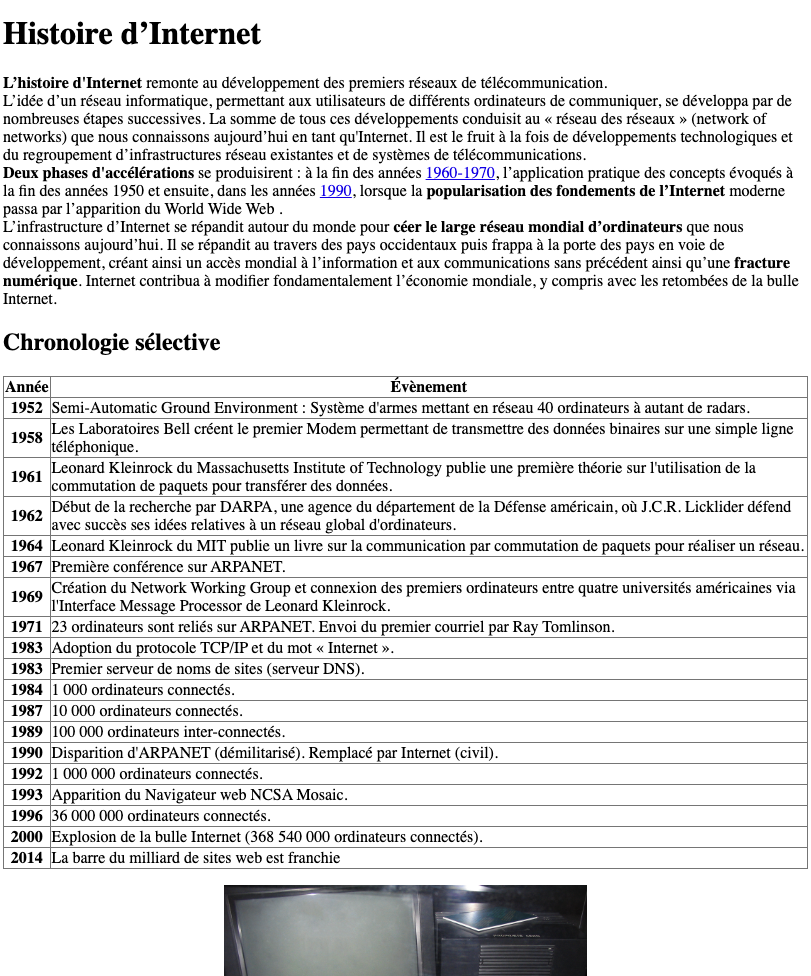 Histoire d’Internet
L’histoire d'Internet remonte au développement des premiers réseaux de télécommunication.
L’idée d’un réseau informatique, permettant aux utilisateurs de différents ordinateurs de communiquer, se développa par de
nombreuses étapes successives. La somme de tous ces développements conduisit au « réseau des réseaux » (network of
networks) que nous connaissons aujourd’hui en tant qu'Internet. Il est le fruit à la fois de développements technologiques et
du regroupement d’infrastructures réseau existantes et de systèmes de télécommunications.
Deux phases d'accélérations se produisirent : à la fin des années 1960-1970, l’application pratique des concepts évoqués à
la fin des années 1950 et ensuite, dans les années 1990, lorsque la popularisation des fondements de l’Internet moderne
passa par l’apparition du World Wide Web .
L’infrastructure d’Internet se répandit autour du monde pour céer le large réseau mondial d’ordinateurs que nous
connaissons aujourd’hui. Il se répandit au travers des pays occidentaux puis frappa à la porte des pays en voie de
développement, créant ainsi un accès mondial à l’information et aux communications sans précédent ainsi qu’une fracture
numérique. Internet contribua à modifier fondamentalement l’économie mondiale, y compris avec les retombées de la bulle
Internet.
Chronologie sélective
Année Évènement
1952 Semi-Automatic Ground Environment : Système d'armes mettant en réseau 40 ordinateurs à autant de radars.
1958 Les Laboratoires Bell créent le premier Modem permettant de transmettre des données binaires sur une simple ligne
téléphonique.
1961 Leonard Kleinrock du Massachusetts Institute of Technology publie une première théorie sur l'utilisation de la
commutation de paquets pour transférer des données.
1962 Début de la recherche par DARPA, une agence du département de la Défense américain, où J.C.R. Licklider défend
avec succès ses idées relatives à un réseau global d'ordinateurs.
1964 Leonard Kleinrock du MIT publie un livre sur la communication par commutation de paquets pour réaliser un réseau.
1967 Première conférence sur ARPANET.
1969 Création du Network Working Group et connexion des premiers ordinateurs entre quatre universités américaines via
l'Interface Message Processor de Leonard Kleinrock.
1971 23 ordinateurs sont reliés sur ARPANET. Envoi du premier courriel par Ray Tomlinson.
1983 Adoption du protocole TCP/IP et du mot « Internet ».
1983 Premier serveur de noms de sites (serveur DNS).
1984 1 000 ordinateurs connectés.
1987 10 000 ordinateurs connectés.
1989 100 000 ordinateurs inter-connectés.
1990 Disparition d'ARPANET (démilitarisé). Remplacé par Internet (civil).
1992 1 000 000 ordinateurs connectés.
1993 Apparition du Navigateur web NCSA Mosaic.
1996 36 000 000 ordinateurs connectés.
2000 Explosion de la bulle Internet (368 540 000 ordinateurs connectés).
2014 La barre du milliard de sites web est franchie